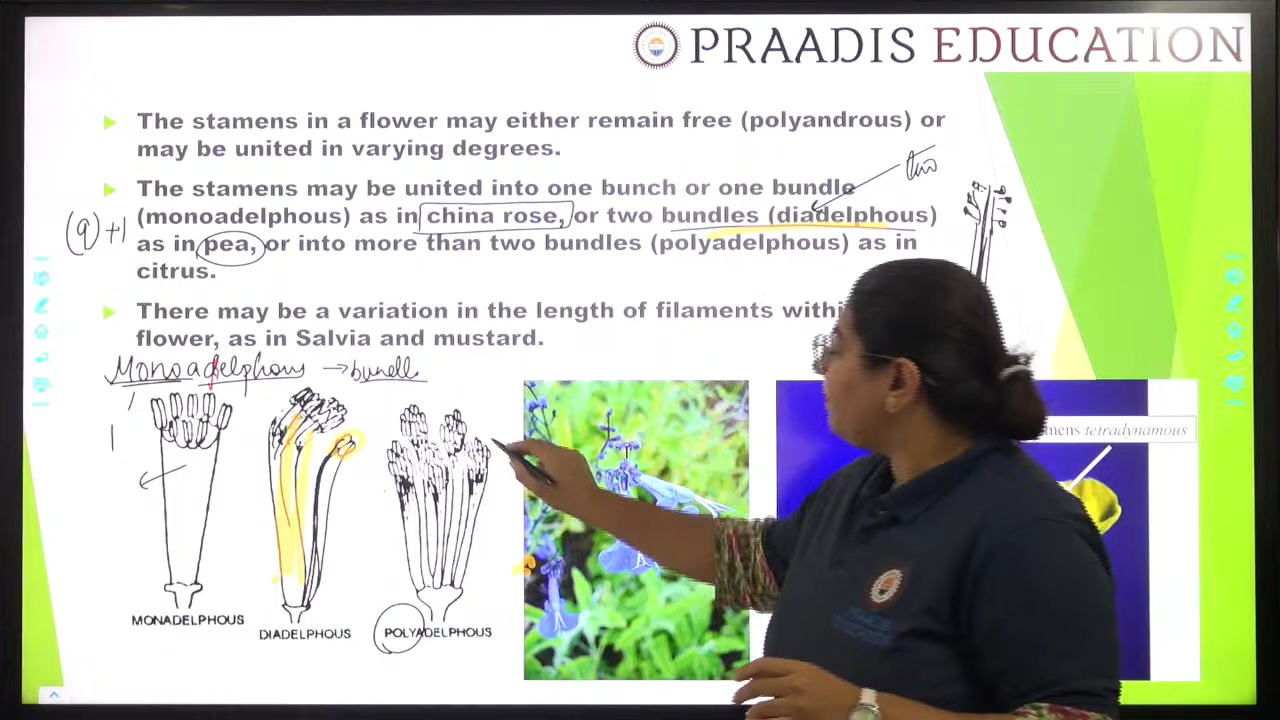 PRAADIS EDUCATION
The stamens in a flower may either remain free (polyandrous) or
may be united in varying degrees.
two
The stamens may be united into one bunch or one bundle
(monoadelphous) as in china rose, or two bundles (diadelphous)
(9)+1
as in pea, or into more than two bundles (polyadelphous) as in
citrus.
There may be a variation in the length of filaments withi
flower, as in Salvia and mustard.
Monoadelphous → bundle
1
mens tetradynamous
MONADELPHOUS
DIADELPHOUS
POLYADELPHOUS